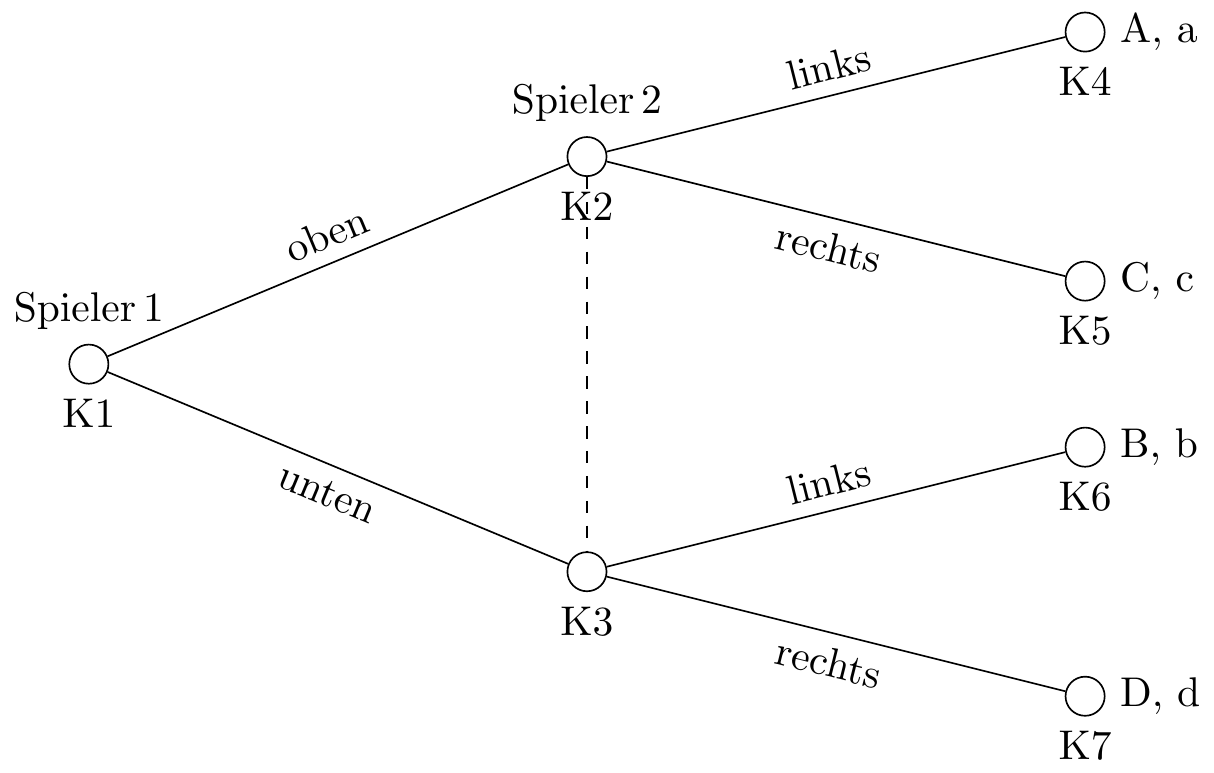 A, a
links
K4
Spieler 2
K2
oben
rechts
C, c
K5
Spieler 1
K1
unten
links
B, b
K6
K3
rechts
D, d
K7